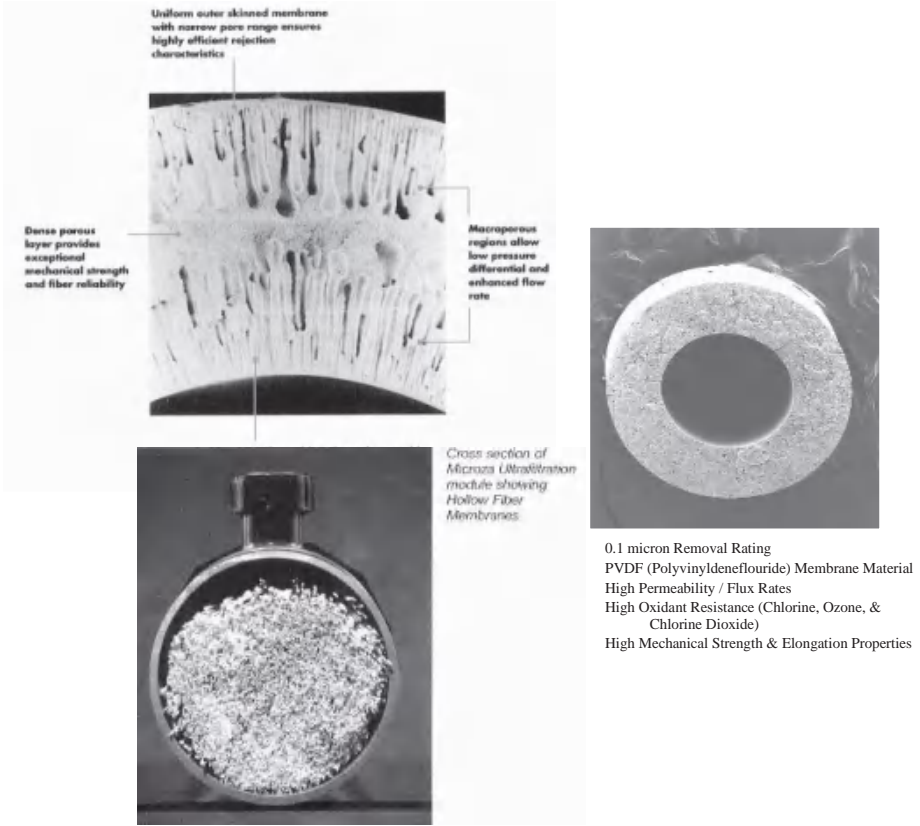 Uniform outer skinned membrane
with narrow pore range ensures
highly efficient rejection
characteristics
Dense porous
layer provides
exceptional
mechanical strength
and fiber reliability
Macroporous
regions allow
low pressure
differential and
enhanced flow
rate
Cross section of
Microza Ultrafiltration
module showing
Hollow Fiber
Membranes
0.1 micron Removal Rating
PVDF (Polyvinyldeneflouride) Membrane Material
High Permeability / Flux Rates
High Oxidant Resistance (Chlorine, Ozone, &
Chlorine Dioxide)
High Mechanical Strength & Elongation Properties